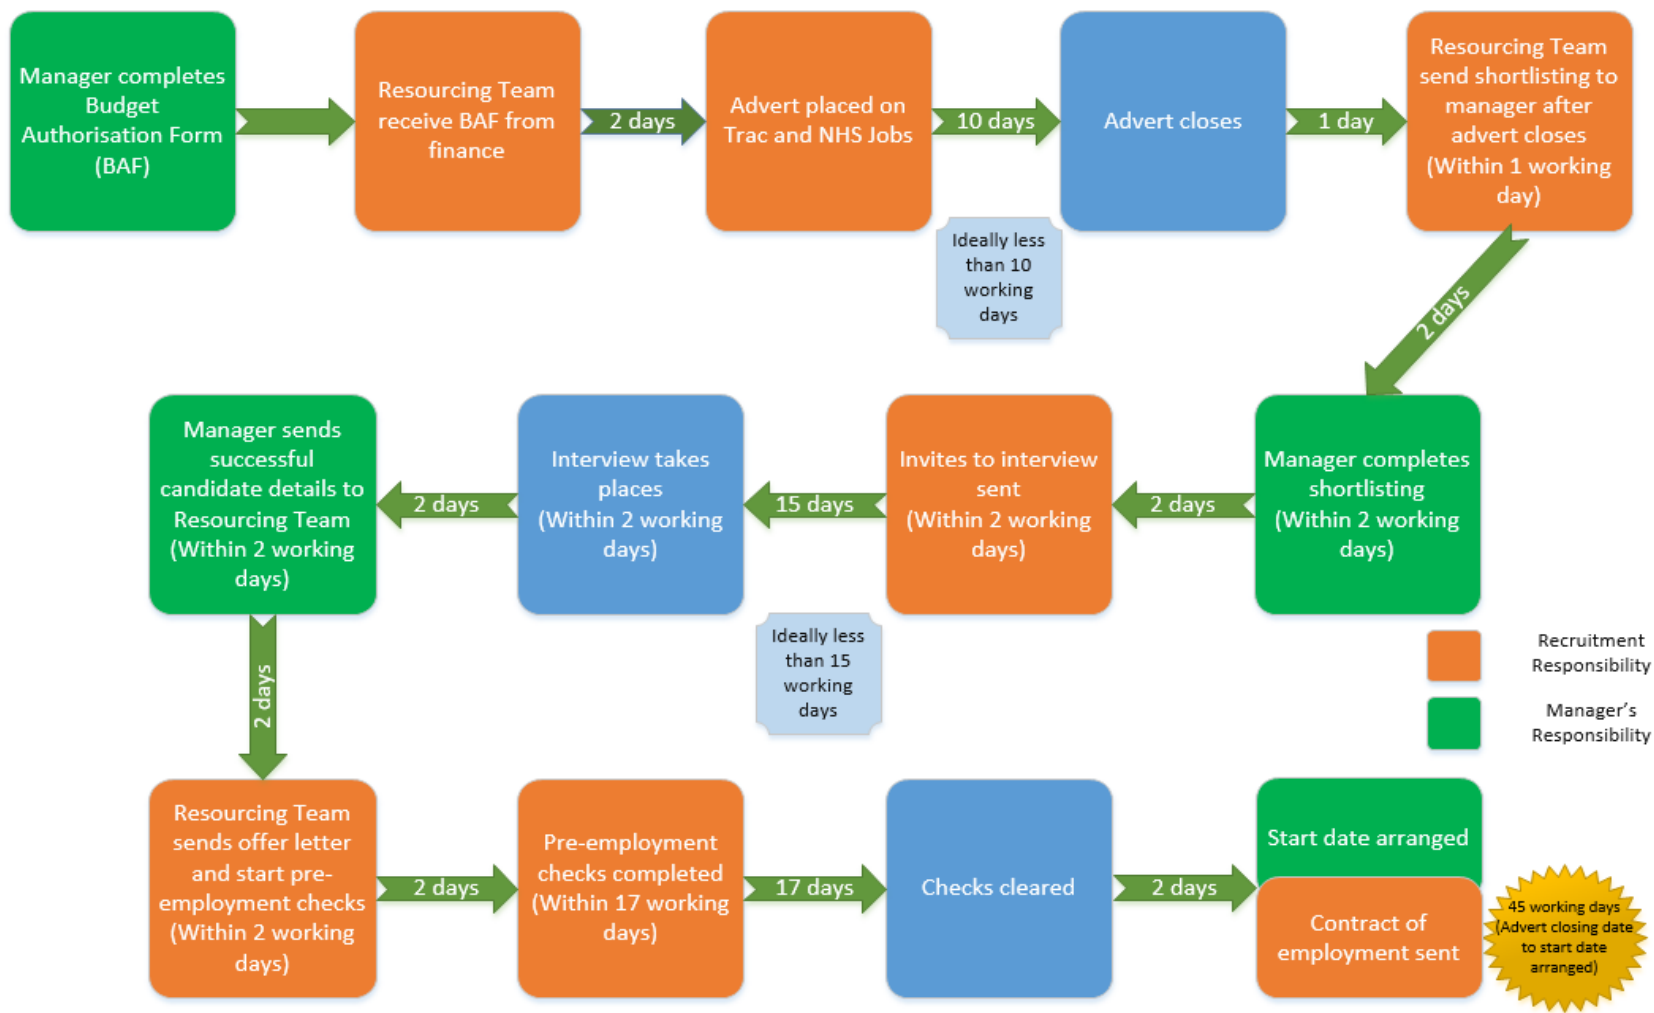 Manager completes
Budget
Authorisation Form
(BAF)
Resourcing Team
receive BAF from
finance
2 days
Advert placed on
Trac and NHS Jobs
10 days
Advert closes
1 day
Resourcing Team
send shortlisting to
manager after
advert closes
(Within 1 working
day)
Ideally less
than 10
working
days
2 days
Manager completes
shortlisting
(Within 2 working
days)
2 days
Invites to interview
sent
(Within 2 working
days)
15 days
Interview takes
places
(Within 2 working
days)
2 days
Manager sends
successful
candidate details to
Resourcing Team
(Within 2 working
days)
Ideally less
than 15
working
days
Recruitment
Responsibility
Manager's
Responsibility
2 days
Resourcing Team
sends offer letter
and start pre-
employment checks
(Within 2 working
days)
2 days
Pre-employment
checks completed
(Within 17 working
days)
17 days
Checks cleared
2 days
Start date arranged
Contract of
employment sent
45 working days
(Advert closing date
to start date
arranged)